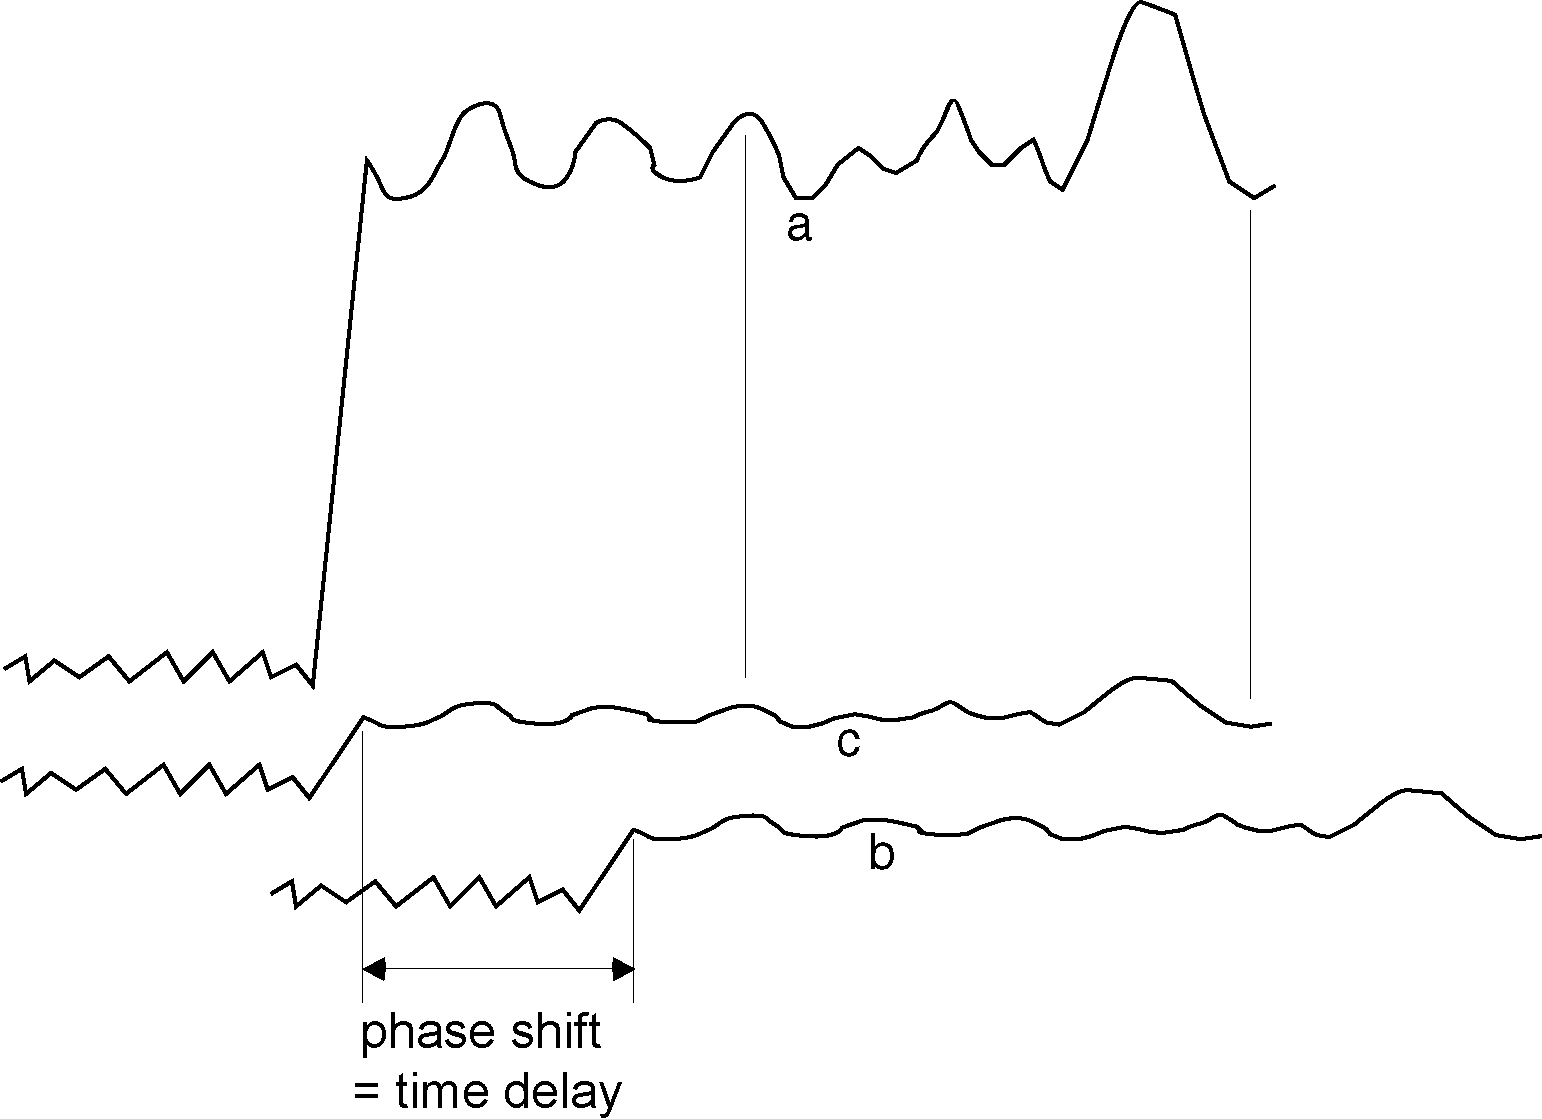 a
c
b
phase shift
= time delay